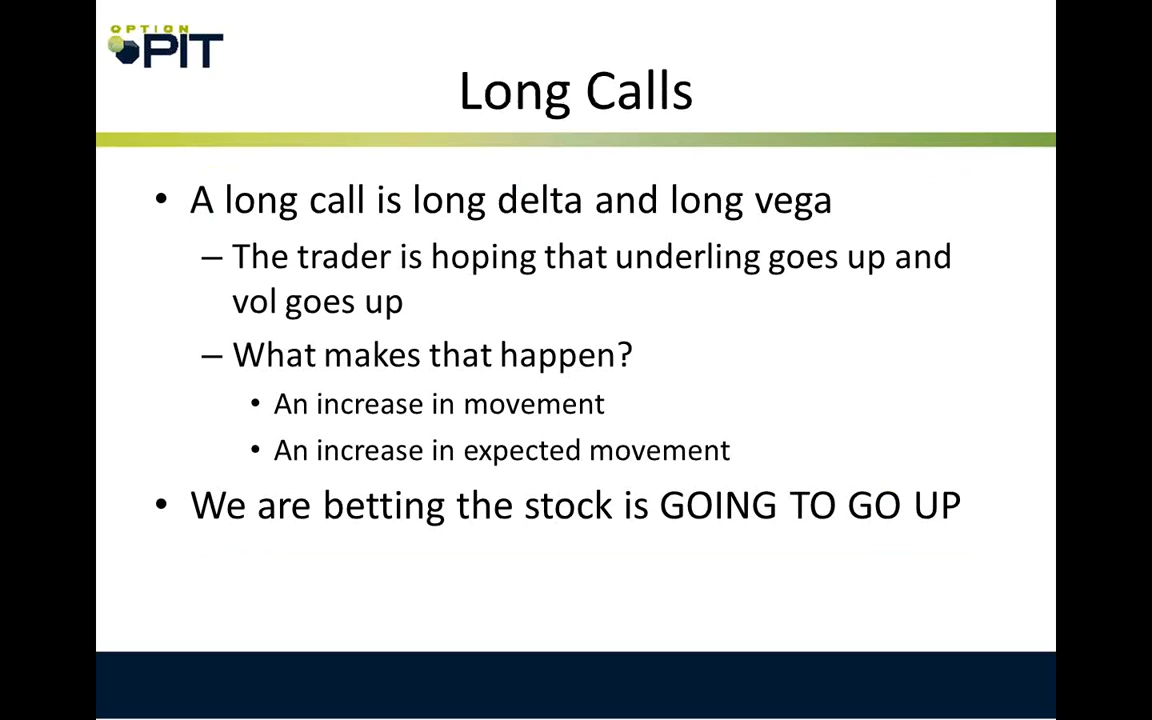 OPTION
PIT
Long Calls
• A long call is long delta and long vega
– The trader is hoping that underling goes up and
vol goes up
– What makes that happen?
• An increase in movement
• An increase in expected movement
• We are betting the stock is GOING TO GO UP